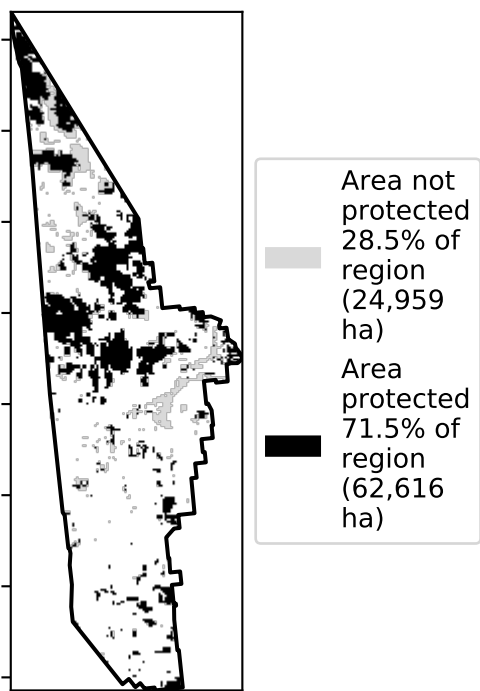 Area not
protected
28.5% of
region
(24,959
ha)
Area
protected
71.5% of
region
(62,616
ha)